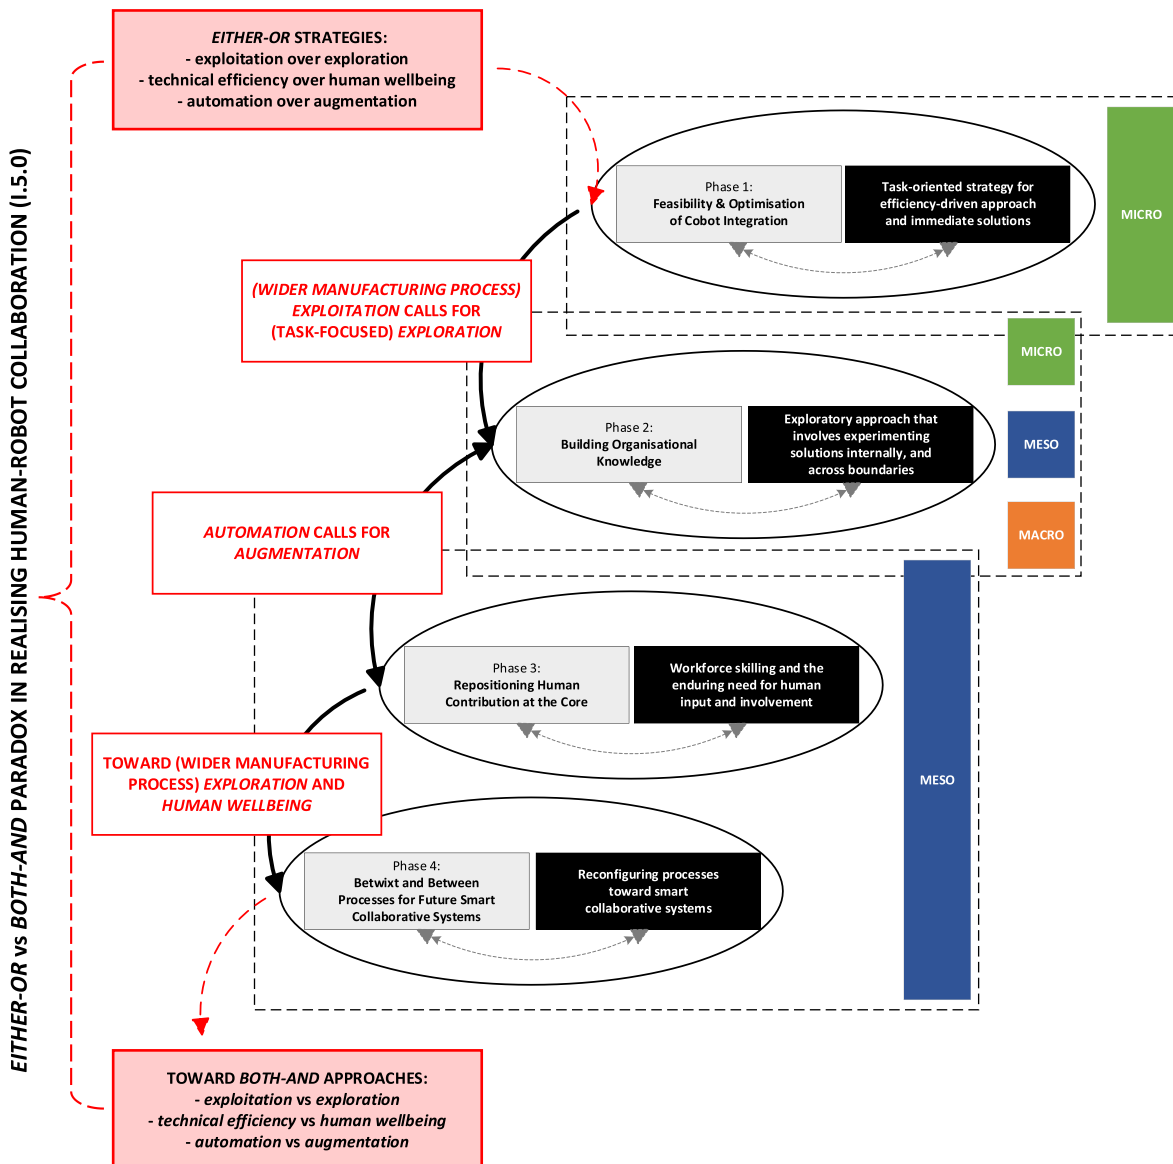 EITHER-OR vs BOTH-AND PARADOX IN REALISING HUMAN-ROBOT COLLABORATION (I.5.0)
EITHER-OR STRATEGIES:
- exploitation over exploration
- technical efficiency over human wellbeing
- automation over augmentation
Phase 1:
Feasibility & Optimisation
of Cobot Integration
Task-oriented strategy for
efficiency-driven approach
and immediate solutions
MICRO
(WIDER MANUFACTURING PROCESS)
EXPLOITATION CALLS FOR
(TASK-FOCUSED) EXPLORATION
Phase 2:
Building Organisational
Knowledge
Exploratory approach that
involves experimenting
solutions internally, and
across boundaries
MICRO
MESO
MACRO
AUTOMATION CALLS FOR
AUGMENTATION
Phase 3:
Repositioning Human
Contribution at the Core
Workforce skilling and the
enduring need for human
input and involvement
MESO
TOWARD (WIDER MANUFACTURING
PROCESS) EXPLORATION AND
HUMAN WELLBEING
Phase 4:
Betwixt and Between
Processes for Future Smart
Collaborative Systems
Reconfiguring processes
toward smart
collaborative systems
TOWARD BOTH-AND APPROACHES:
- exploitation vs exploration
- technical efficiency vs human wellbeing
- automation vs augmentation